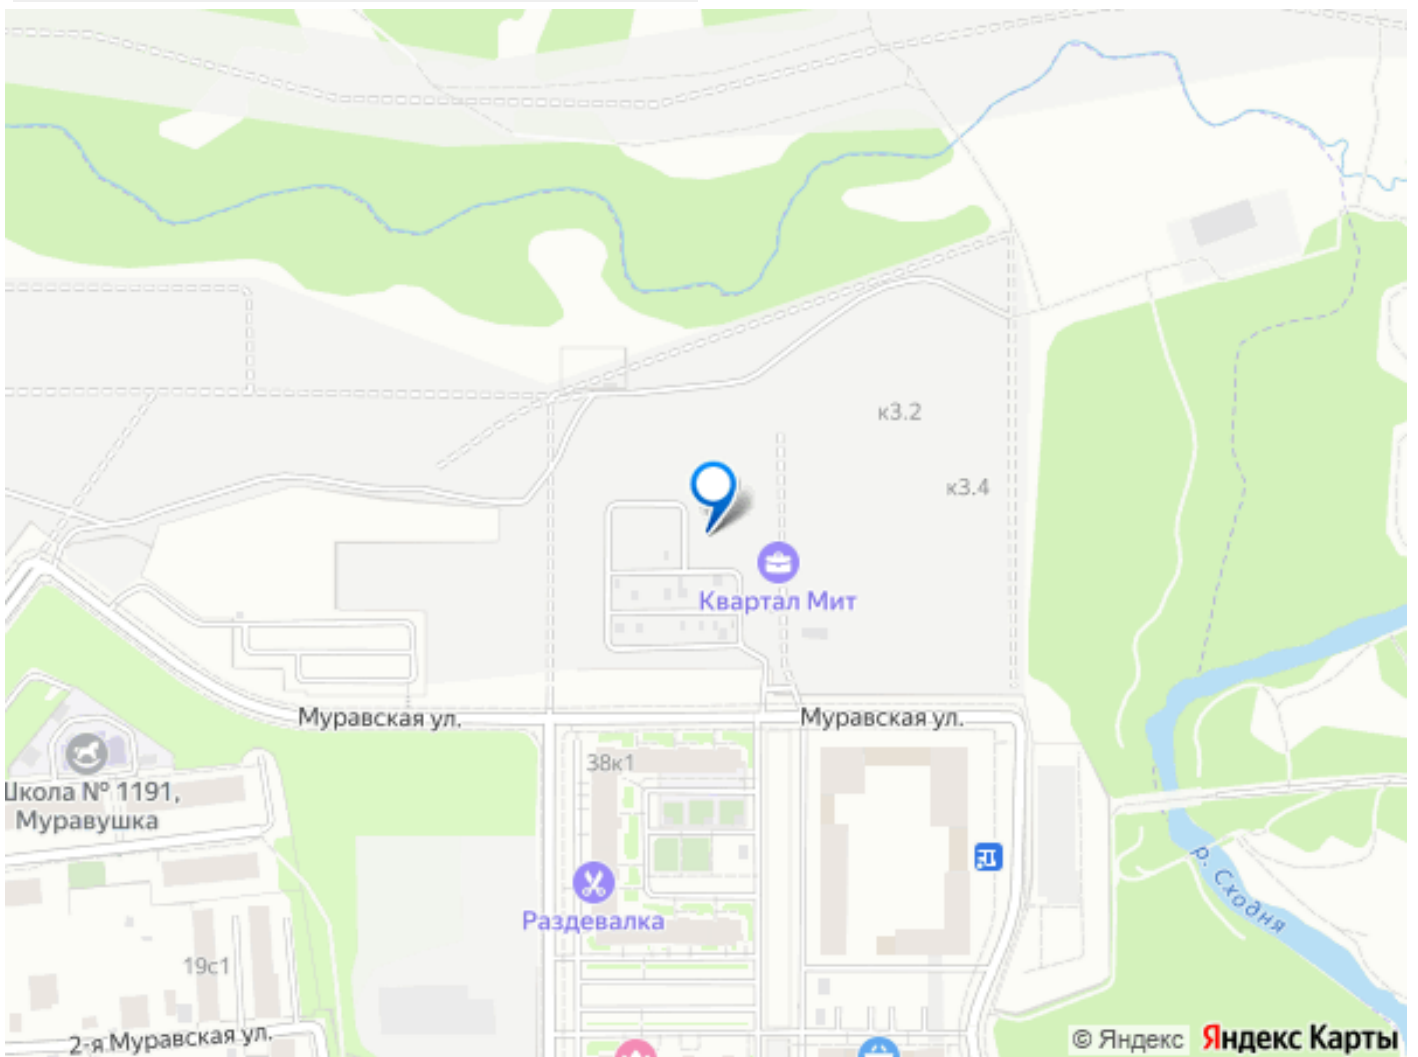 к3.2
к3.4
Квартал Мит
Муравская ул.
Муравская ул.
38к1
Школа № 1191,
Муравушка
Раздевалка
р. Сходня
19с1
2-я Муравская ул.
© Яндекс Яндекс Карты